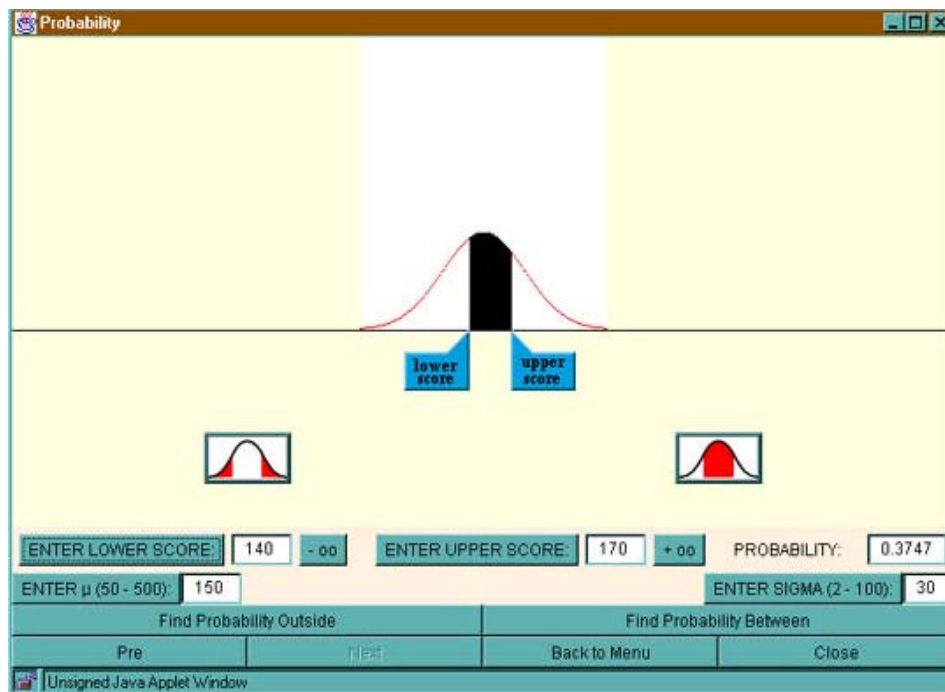 Probability
lower score
upper score
ENTER LOWER SCORE: 140 - oo ENTER UPPER SCORE: 170 + oo PROBABILITY: 0.3747
ENTER µ (50 - 500): 150 ENTER SIGMA (2 - 100): 30
Find Probability Outside Find Probability Between
Pre Next Back to Menu Close
Unsigned Java Applet Window